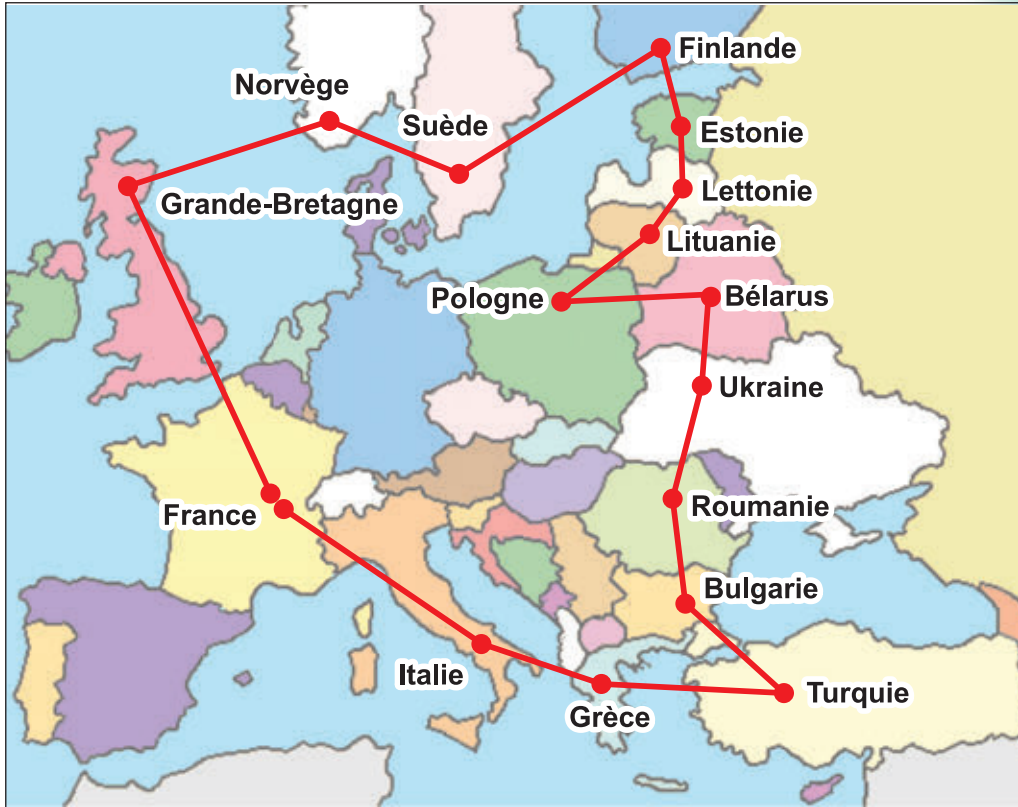 Finlande
Norvège
Suède
Estonie
Lettonie
Grande-Bretagne
Lituanie
Pologne
Bélarus
Ukraine
France
Roumanie
Bulgarie
Italie
Turquie
Grèce